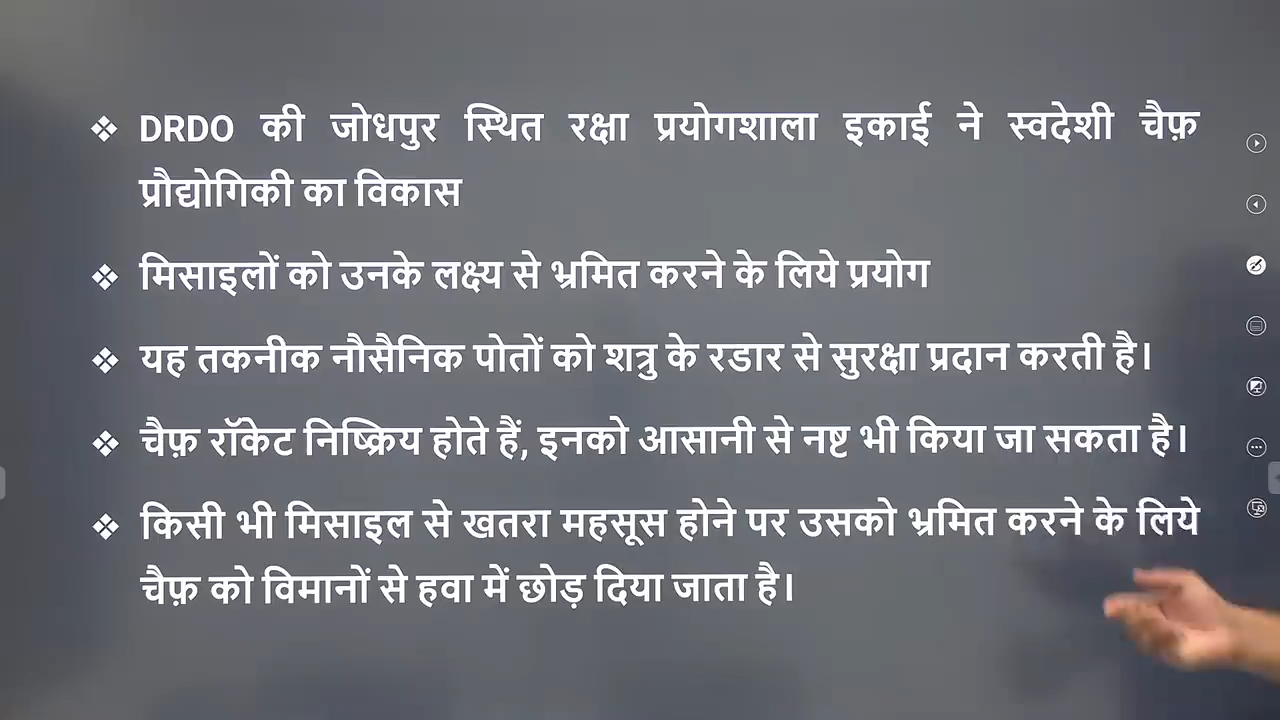 ❖ DRDO की जोधपुर स्थित रक्षा प्रयोगशाला इकाई ने स्वदेशी चैफ़
प्रौद्योगिकी का विकास
❖ मिसाइलों को उनके लक्ष्य से भ्रमित करने के लिये प्रयोग
❖ यह तकनीक नौसैनिक पोतों को शत्रु के रडार से सुरक्षा प्रदान करती है।
❖ चैफ़ रॉकेट निष्क्रिय होते हैं, इनको आसानी से नष्ट भी किया जा सकता है।
❖ किसी भी मिसाइल से खतरा महसूस होने पर उसको भ्रमित करने के लिये
चैफ़ को विमानों से हवा में छोड़ दिया जाता है।